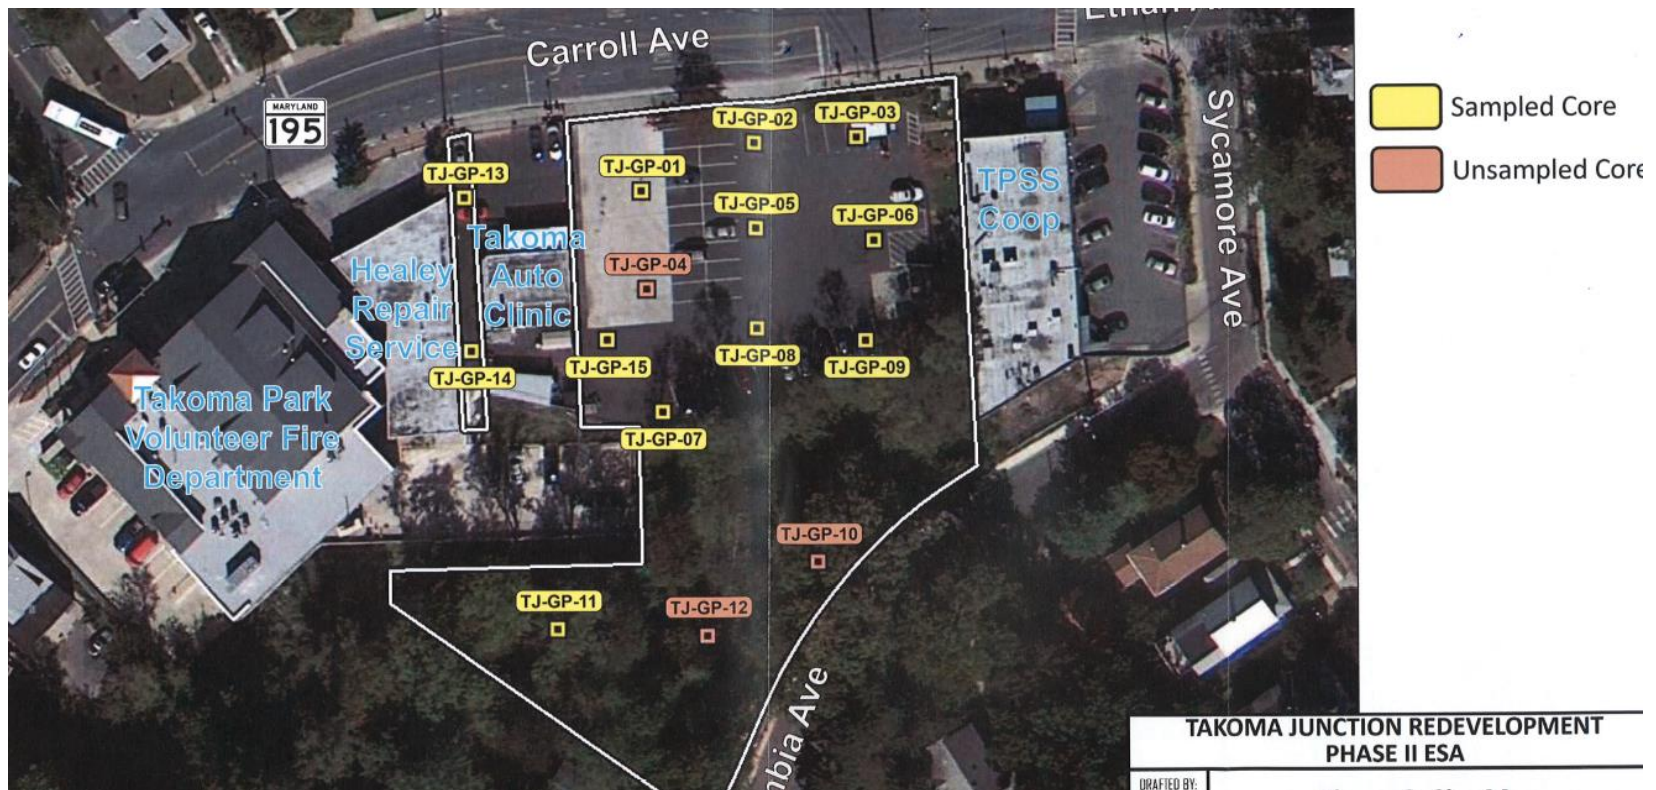 Carroll Ave
MARYLAND
195
Sycamore Ave
Sampled Core
Unsampled Core
TJ-GP-02
TJ-GP-03
TJ-GP-13
TJ-GP-01
TJ-GP-05
TJ-GP-06
TPSS
Coop
Takoma
Auto
Clinic
TJ-GP-04
Healey
Repair
Service
TJ-GP-14
TJ-GP-15
TJ-GP-08
TJ-GP-09
Takoma Park
Volunteer Fire
Department
TJ-GP-07
TJ-GP-10
TJ-GP-11
TJ-GP-12
Ave
TAKOMA JUNCTION REDEVELOPMENT
PHASE II ESA
DRAFTED BY: